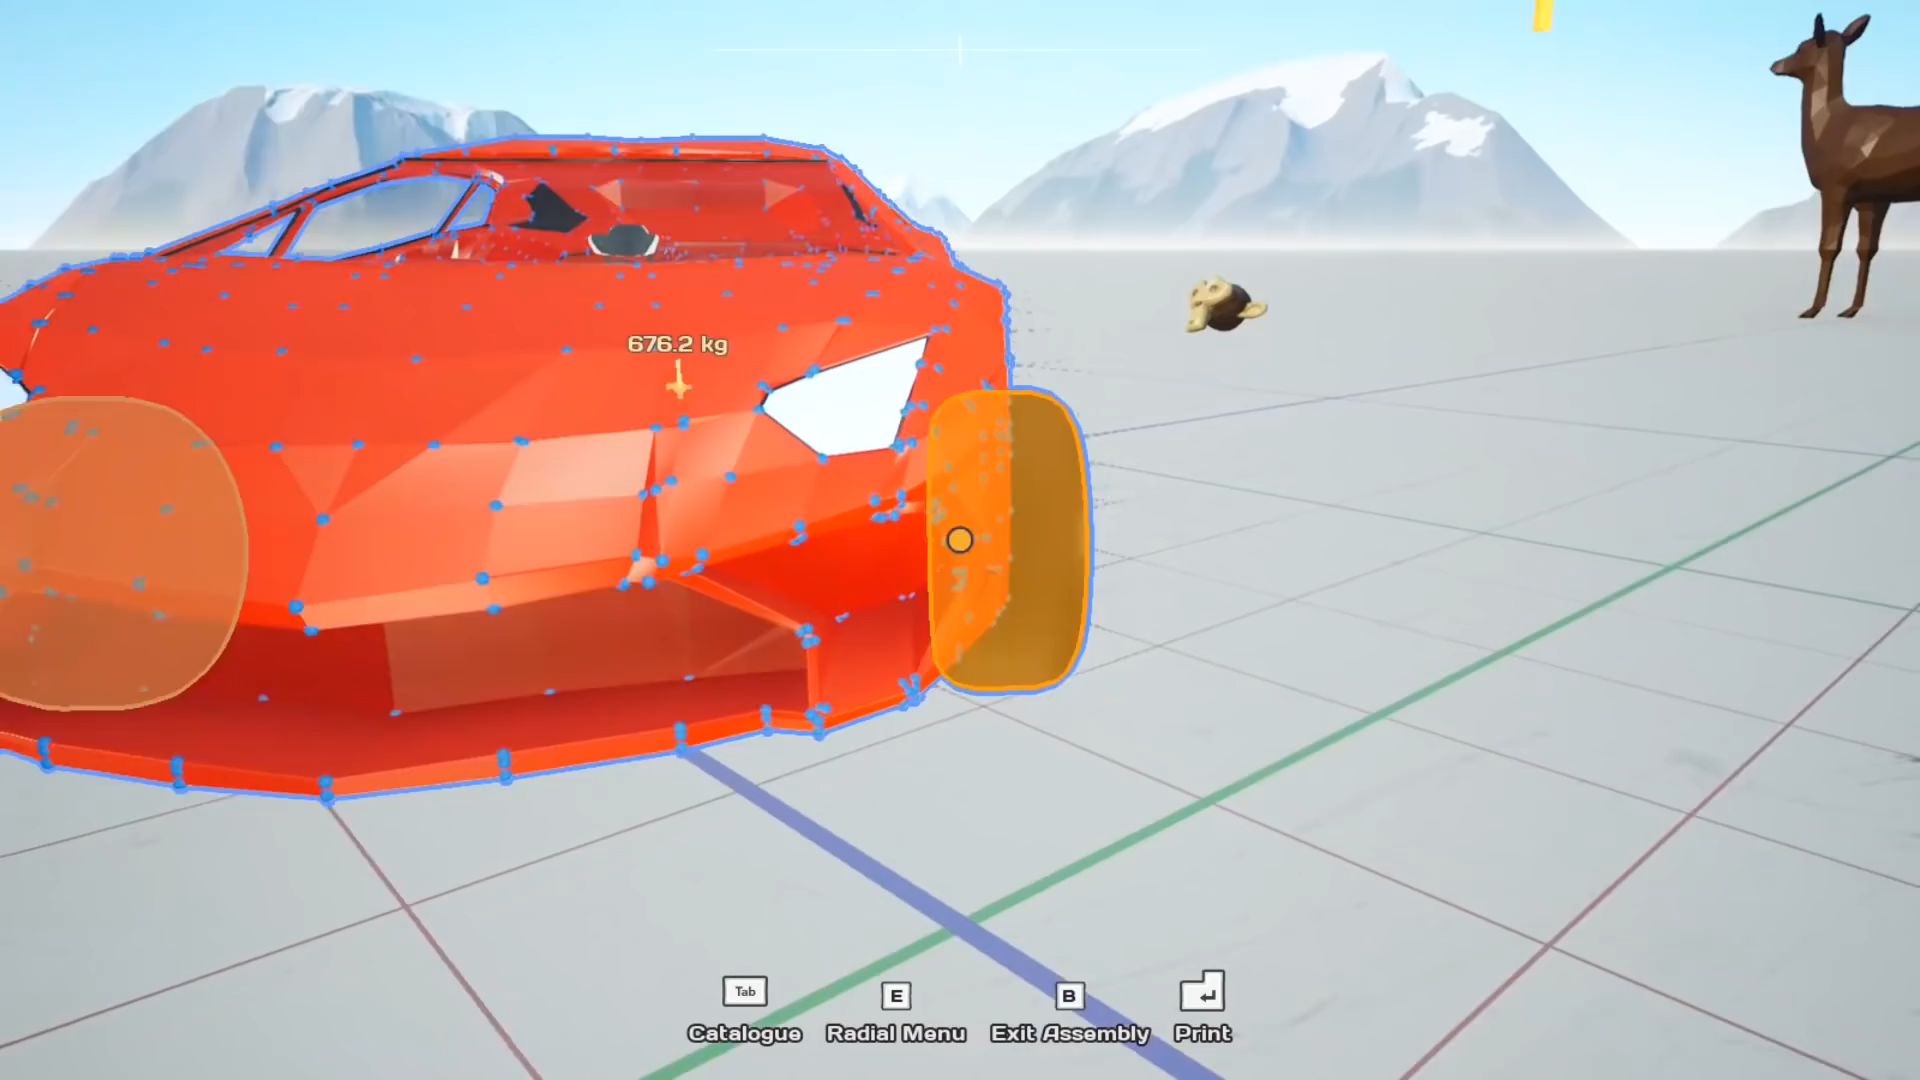 676.2 kg
Tab
E
B
Catalogue
Radial Menu
Exit Assembly
Print